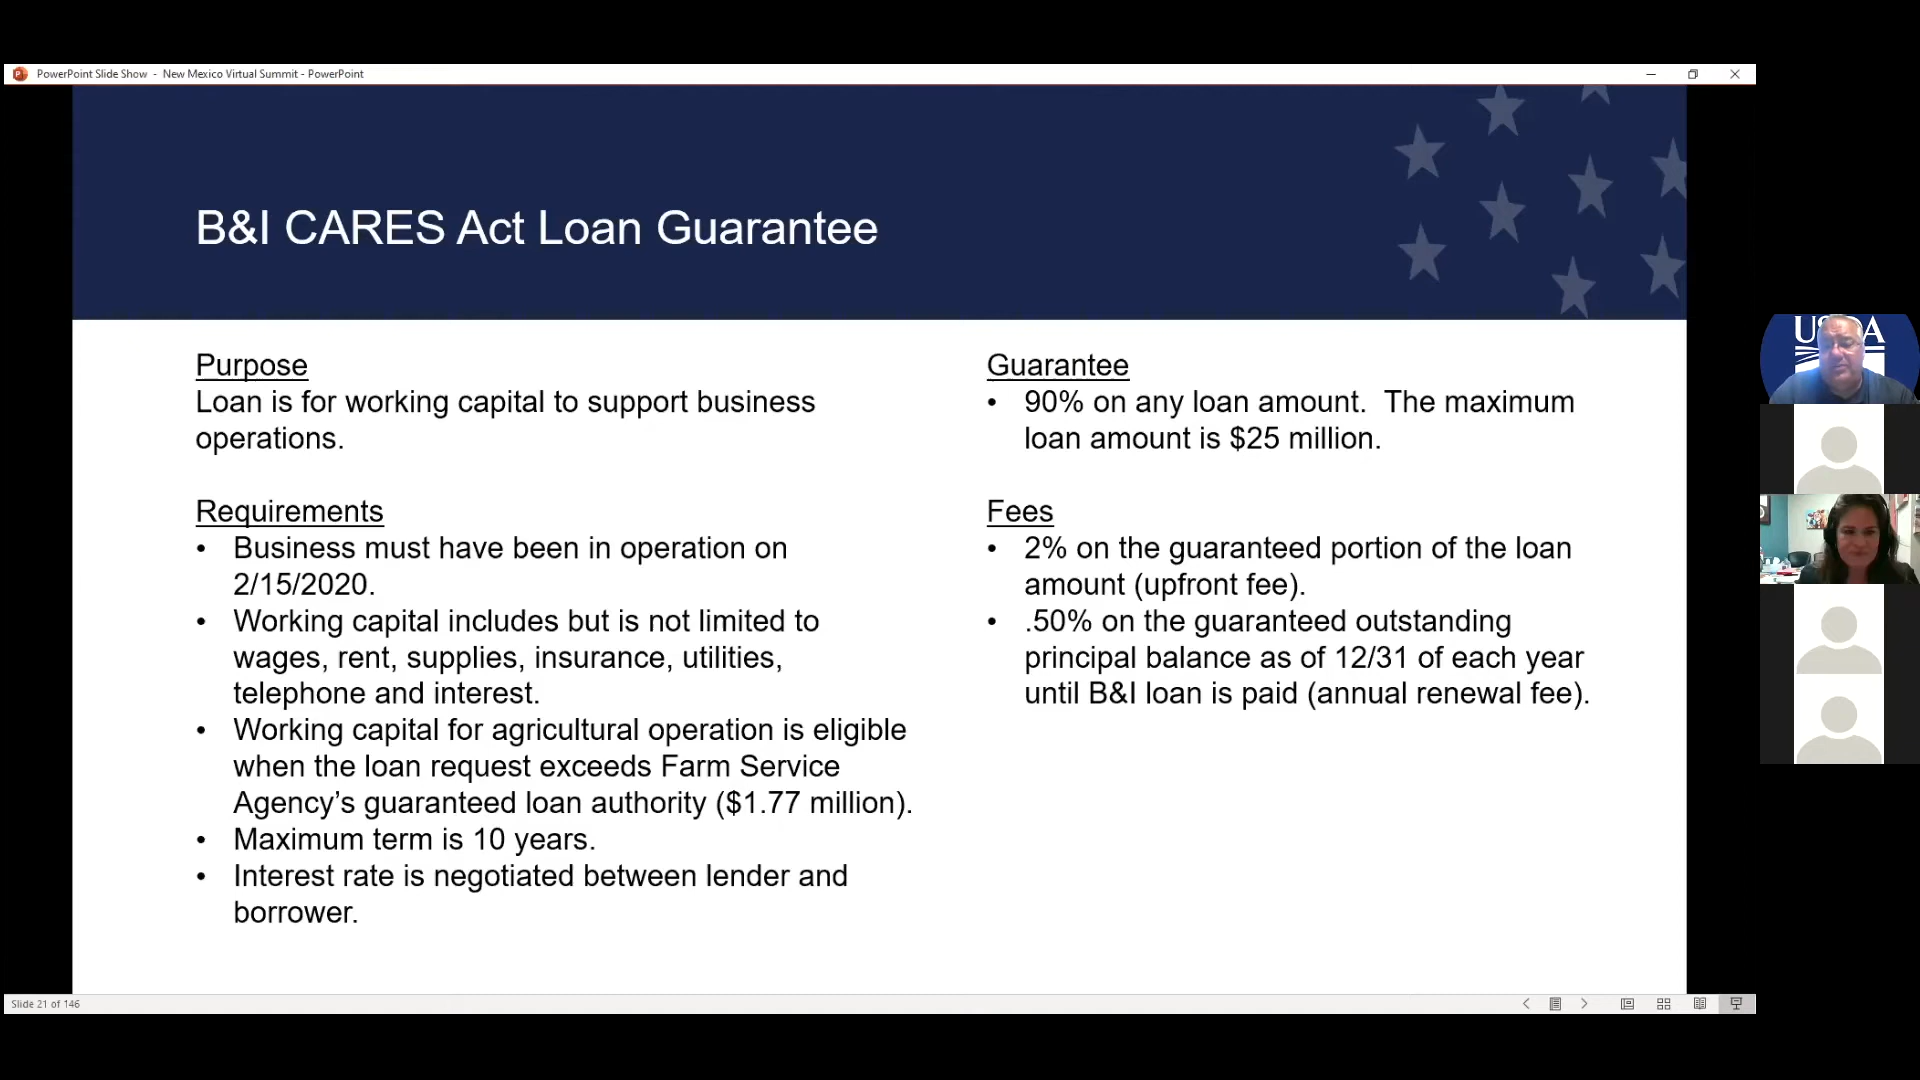 PowerPoint Slide Show - New Mexico Virtual Summit - PowerPoint
B&I CARES Act Loan Guarantee
Purpose
Loan is for working capital to support business
operations.
Requirements
• Business must have been in operation on
2/15/2020.
• Working capital includes but is not limited to
wages, rent, supplies, insurance, utilities,
telephone and interest.
• Working capital for agricultural operation is eligible
when the loan request exceeds Farm Service
Agency’s guaranteed loan authority ($1.77 million).
• Maximum term is 10 years.
• Interest rate is negotiated between lender and
borrower.
Guarantee
• 90% on any loan amount. The maximum
loan amount is $25 million.
Fees
• 2% on the guaranteed portion of the loan
amount (upfront fee).
• .50% on the guaranteed outstanding
principal balance as of 12/31 of each year
until B&I loan is paid (annual renewal fee).
USDA
Slide 21 of 146